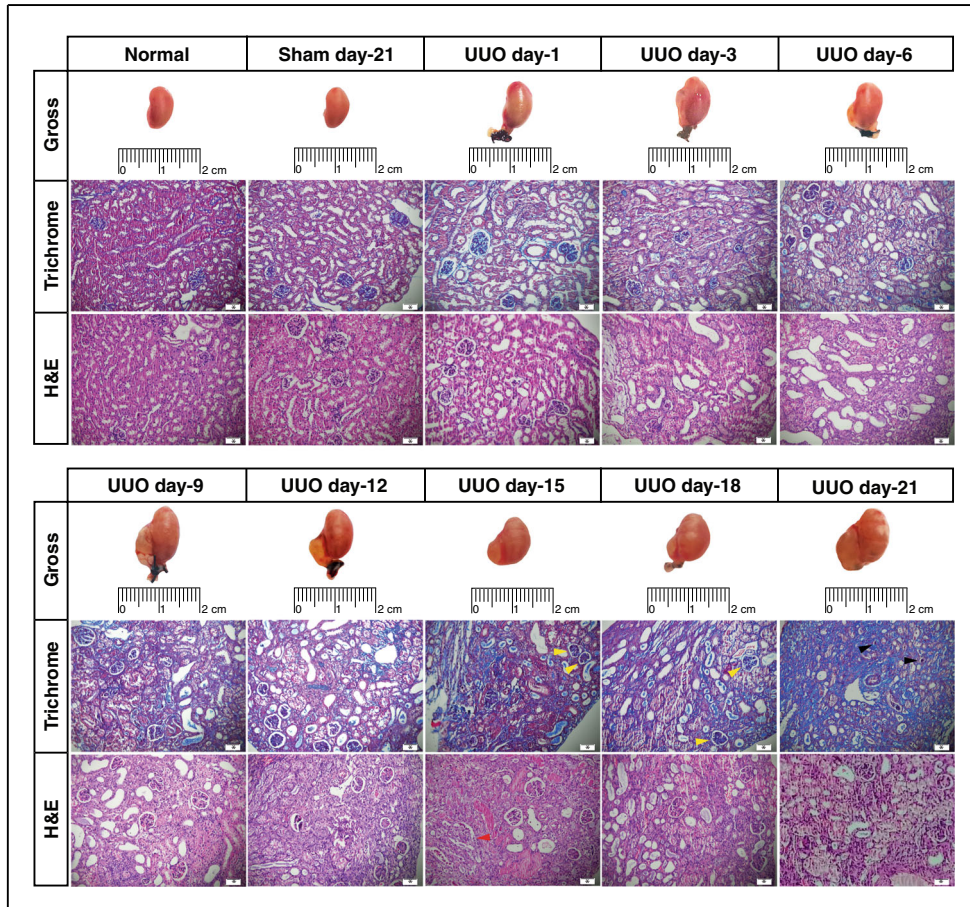 Normal Sham day-21 UUO day-1 UUO day-3 UUO day-6
Gross
0 1 2 cm 0 1 2 cm 0 1 2 cm 0 1 2 cm 0 1 2 cm
Trichrome
* * * * *
H&E
* * * * *
UUO day-9 UUO day-12 UUO day-15 UUO day-18 UUO day-21
Gross
0 1 2 cm 0 1 2 cm 0 1 2 cm 0 1 2 cm 0 1 2 cm
Trichrome
* * * * *
H&E
* * * * *